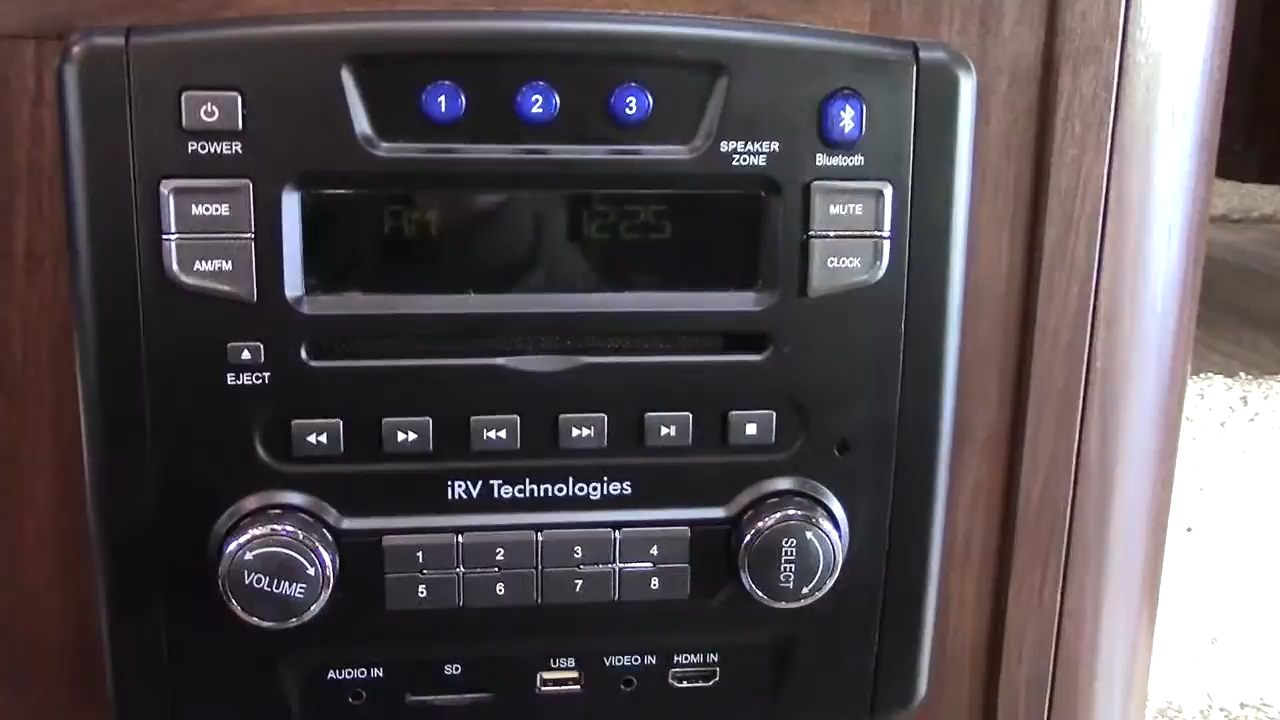 1 2 3
POWER
SPEAKER
ZONE
Bluetooth
MODE
AM/FM
AM 12:25
MUTE
CLOCK
EJECT
iRV Technologies
VOLUME
1 2 3 4
5 6 7 8
SELECT
AUDIO IN
SD
USB
VIDEO IN
HDMI IN